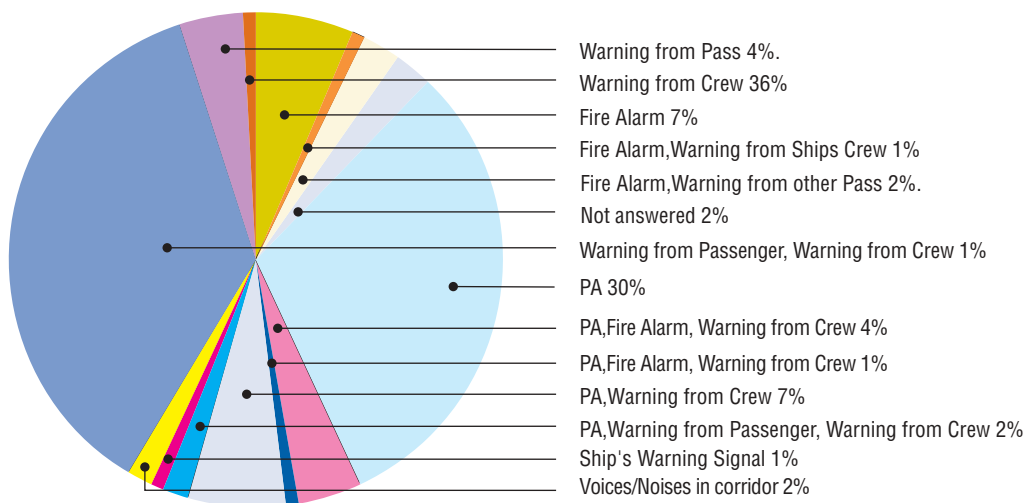 Warning from Pass 4%.
Warning from Crew 36%
Fire Alarm 7%
Fire Alarm,Warning from Ships Crew 1%
Fire Alarm,Warning from other Pass 2%.
Not answered 2%
Warning from Passenger, Warning from Crew 1%
PA 30%
PA,Fire Alarm, Warning from Crew 4%
PA,Fire Alarm, Warning from Crew 1%
PA,Warning from Crew 7%
PA,Warning from Passenger, Warning from Crew 2%
Ship's Warning Signal 1%
Voices/Noises in corridor 2%